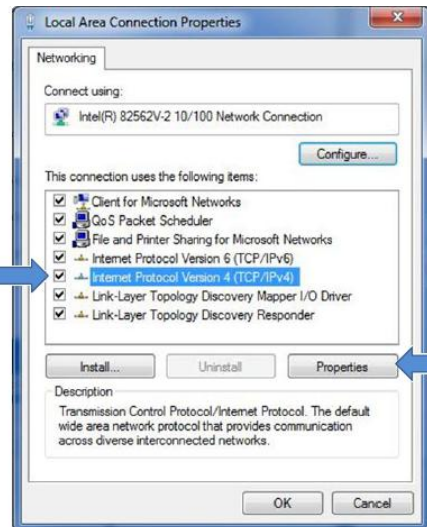 Local Area Connection Properties
Networking
Connect using:
Intel(R) 82562V-2 10/100 Network Connection
Configure...
This connection uses the following items:
Client for Microsoft Networks
QoS Packet Scheduler
File and Printer Sharing for Microsoft Networks
Internet Protocol Version 6 (TCP/IPv6)
Internet Protocol Version 4 (TCP/IPv4)
Link-Layer Topology Discovery Mapper I/O Driver
Link-Layer Topology Discovery Responder
Install... Uninstall Properties
Description
Transmission Control Protocol/Internet Protocol. The default
wide area network protocol that provides communication
across diverse interconnected networks.
OK Cancel